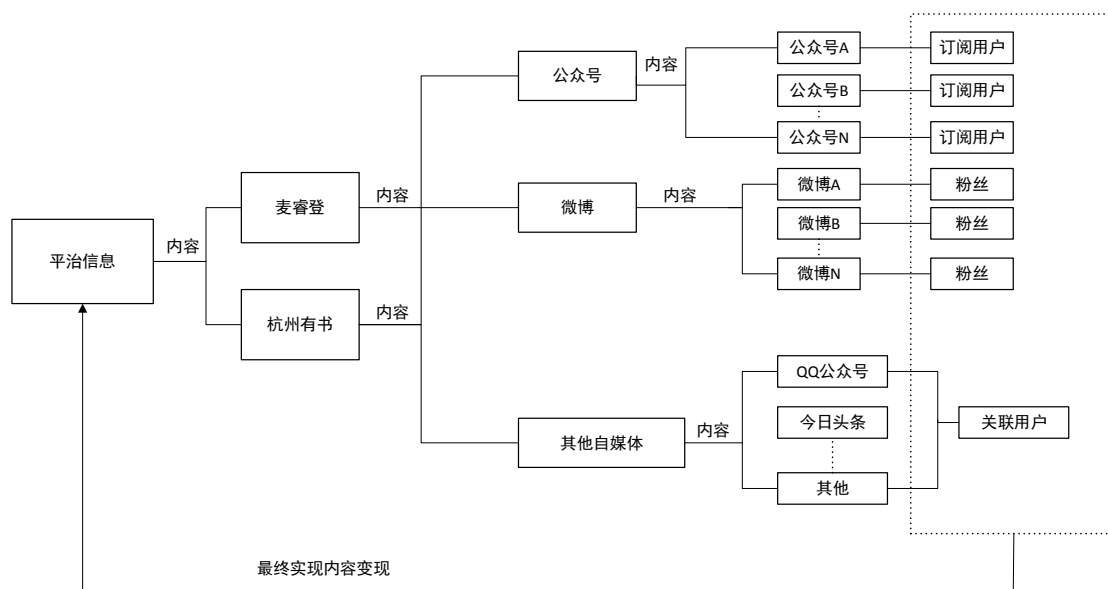 平治信息
内容
麦睿登
杭州有书
内容
内容
公众号
微博
其他自媒体
内容
内容
内容
公众号A
公众号B
公众号N
微博A
微博B
微博N
QQ公众号
今日头条
其他
订阅用户
订阅用户
订阅用户
粉丝
粉丝
粉丝
关联用户
最终实现内容变现